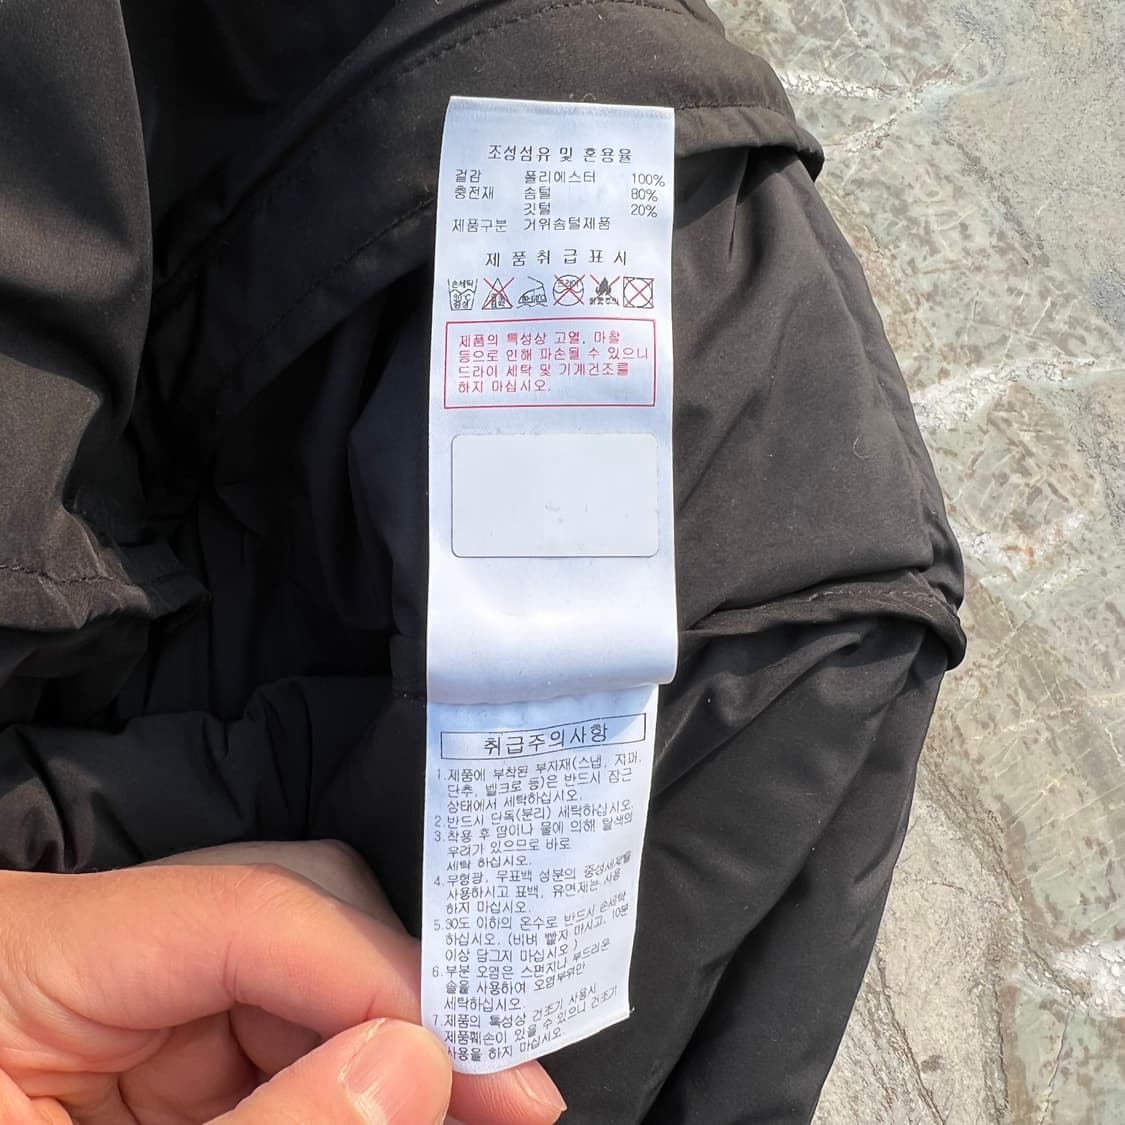 조성섬유 및 혼용율
겉감 폴리에스터 100%
충전재 솜털 80%
깃털 20%
제품구분 거위솜털제품
제 품 취 급 표 시
손세탁 30℃ 중성 드라이
제품의 특성상 고열, 마찰
등으로 인해 파손될 수 있으니
드라이 세탁 및 기계건조를
하지 마십시오.
취급주의사항
1.제품에 부착된 부자재(스냅, 지퍼,
단추, 벨크로 등)은 반드시 잠근
상태에서 세탁하십시오.
2.반드시 단독(분리) 세탁하십시오.
3.착용 후 땀이나 물에 의해 탈색의
우려가 있으므로 바로
세탁 하십시오.
4.무형광, 무표백 성분의 중성세제를
사용하시고 표백, 유연제는 사용
하지 마십시오.
5.30도 이하의 온수로 반드시 손세탁
하십시오. (비벼 빨지 마시고, 10분
이상 담그지 마십시오)
6.부분 오염은 스펀지나 부드러운
솔을 사용하여 오염부위만
세탁하십시오.
7.제품의 특성상 건조기 사용시
제품훼손이 있을 수 있으니 건조기
사용을 하지 마십시오.